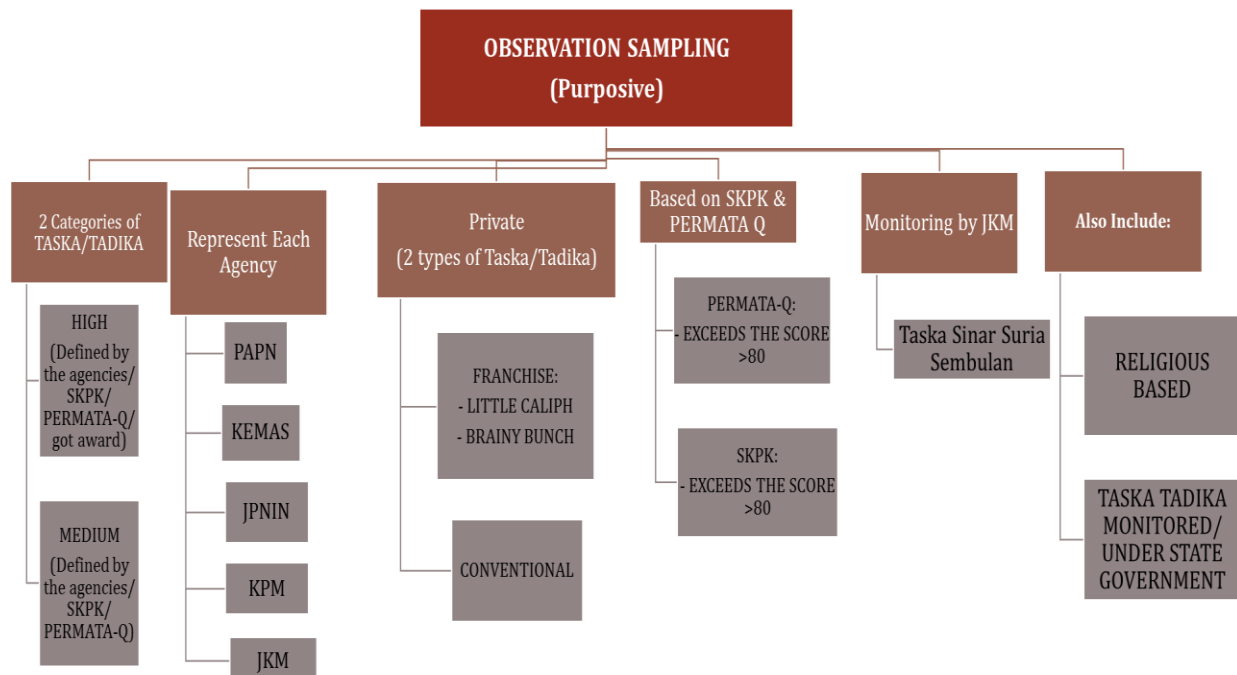 OBSERVATION SAMPLING
(Purposive)
2 Categories of
TASKA/TADIKA
HIGH
(Defined by
the agencies/
SKPK/
PERMATA-Q/
got award)
MEDIUM
(Defined by
the agencies/
SKPK/
PERMATA-Q)
Represent Each
Agency
PAPN
KEMAS
JPNIN
KPM
JKM
Private
(2 types of Taska/Tadika)
FRANCHISE:
- LITTLE CALIPH
- BRAINY BUNCH
CONVENTIONAL
Based on SKPK &
PERMATA Q
PERMATA-Q:
- EXCEEDS THE SCORE
>80
SKPK:
- EXCEEDS THE SCORE
>80
Monitoring by JKM
Taska Sinar Suria
Sembulan
Also Include:
RELIGIOUS
BASED
TASKA TADIKA
MONITORED/
UNDER STATE
GOVERNMENT